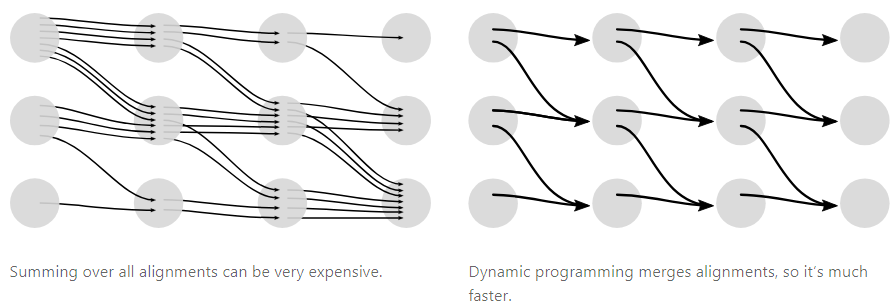 Summing over all alignments can be very expensive.
Dynamic programming merges alignments, so it's much
faster.